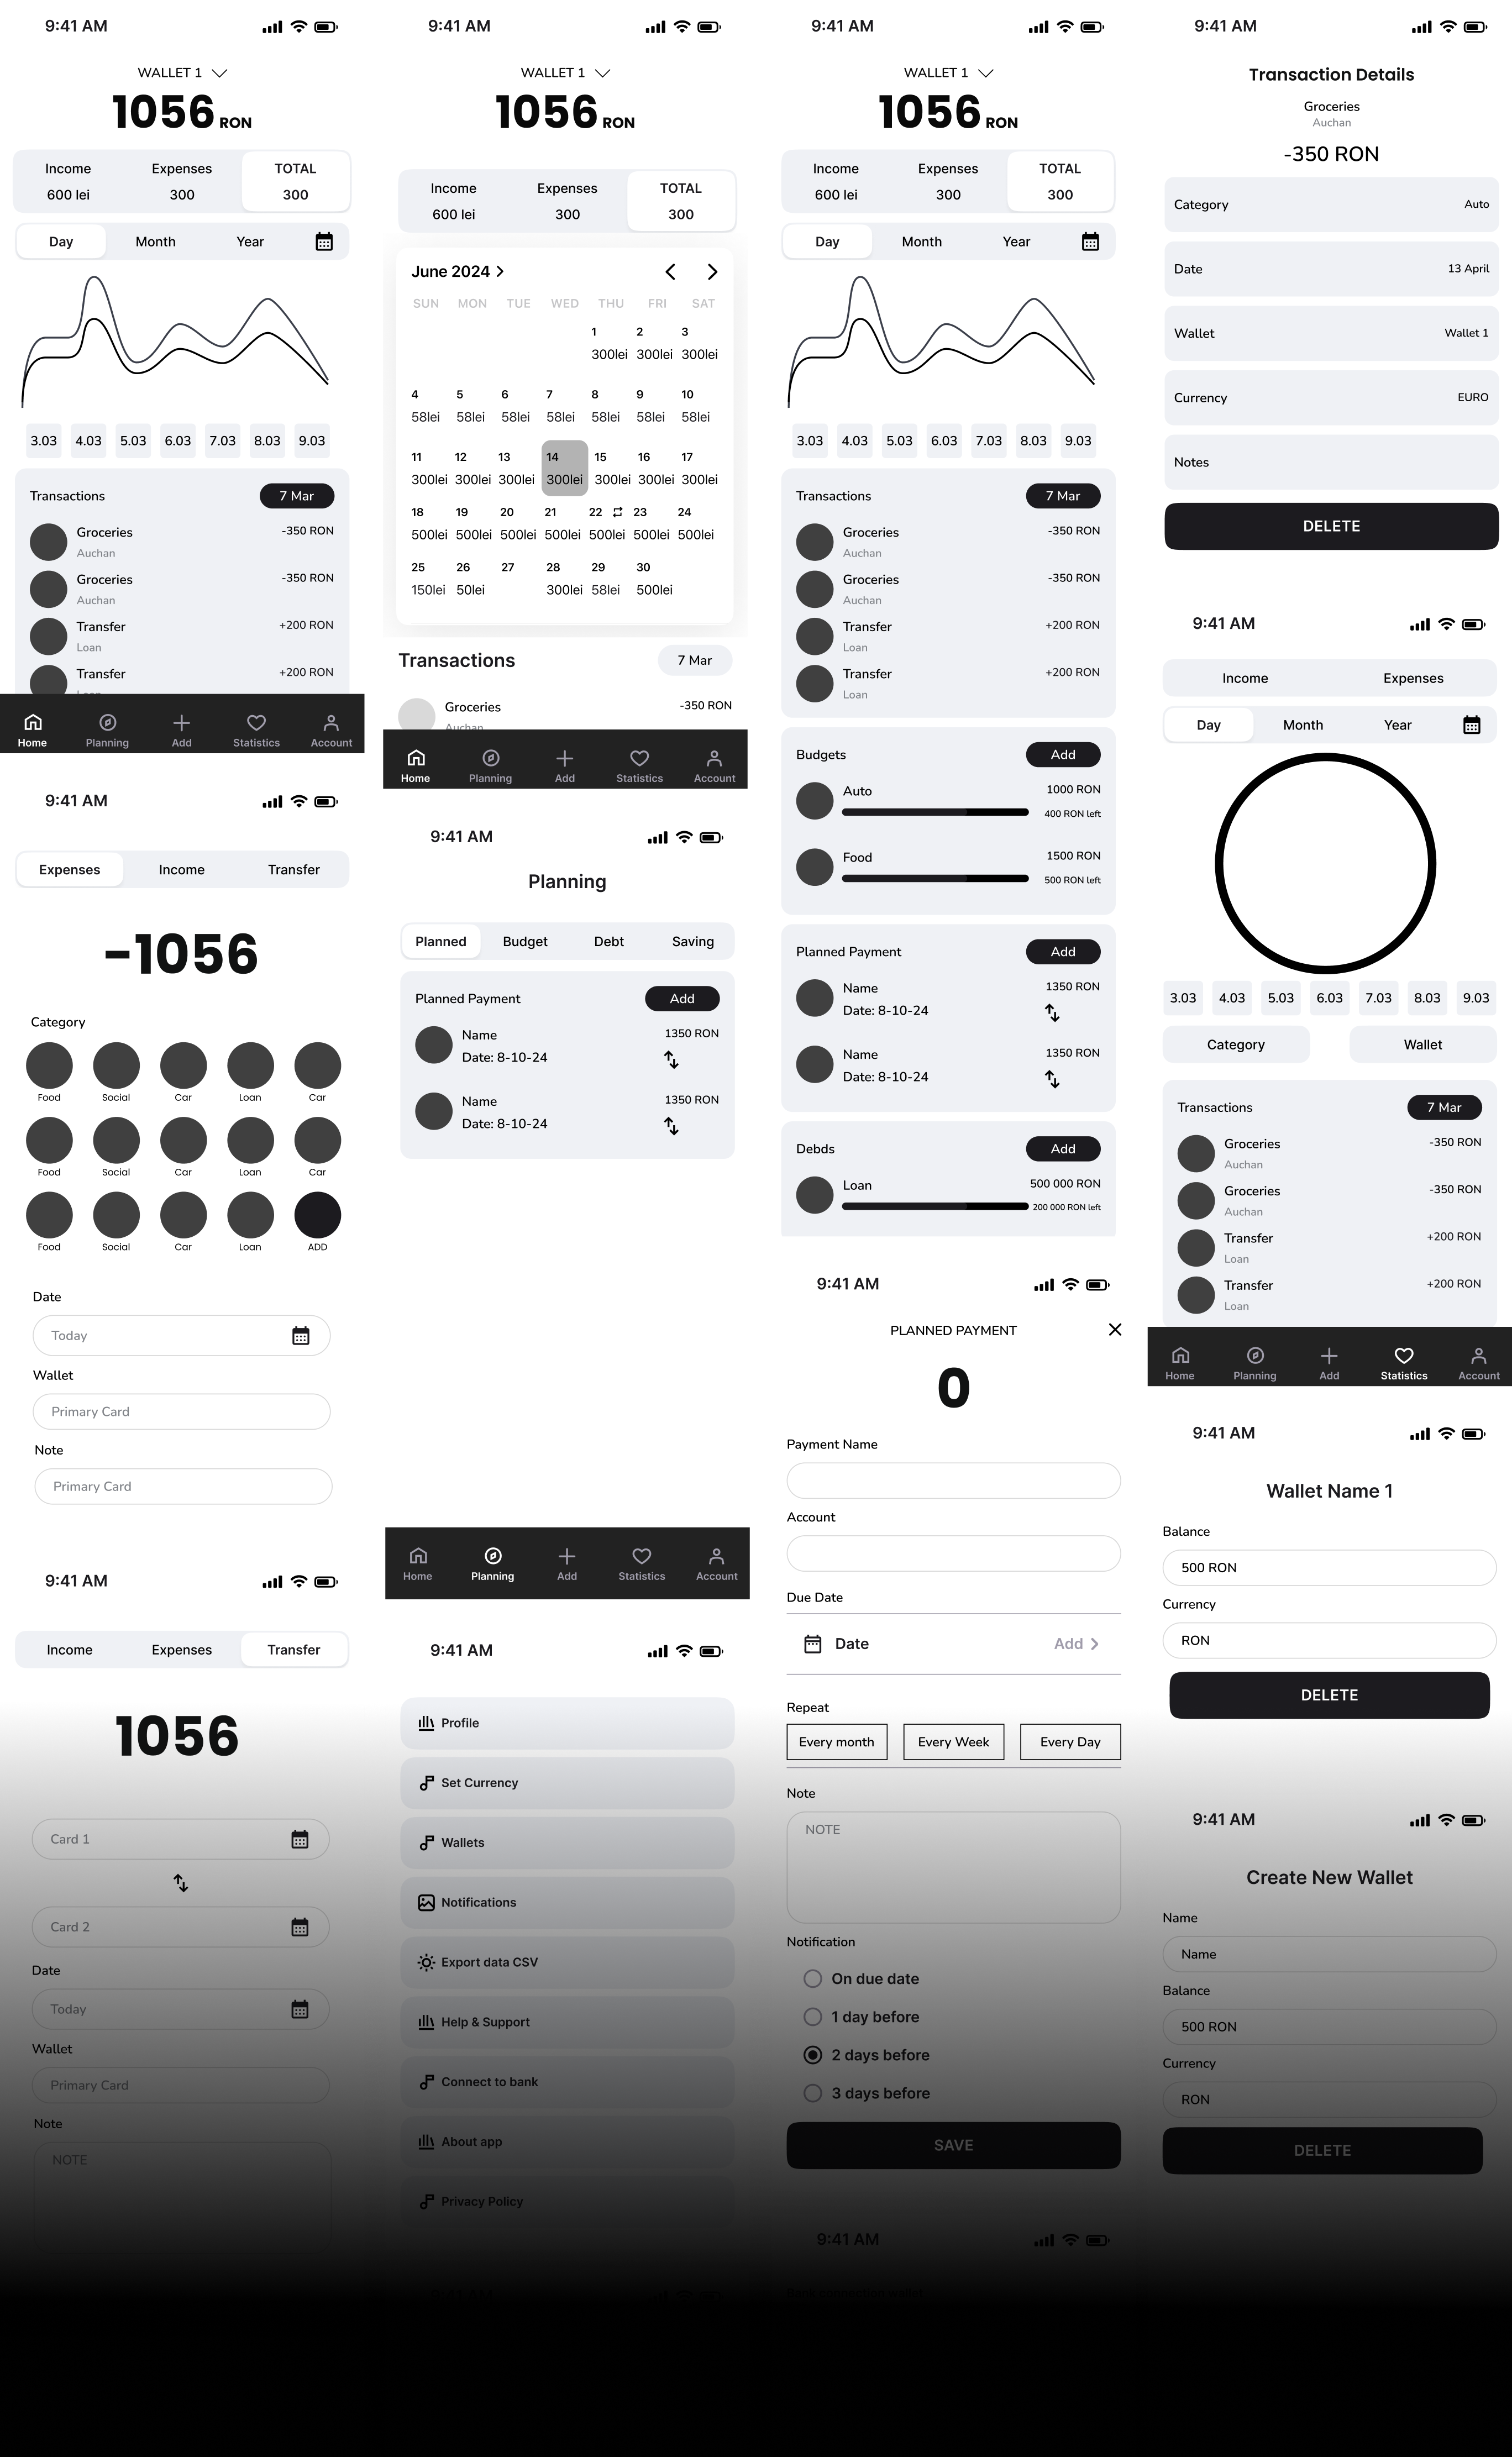 9:41 AM
WALLET 1
1056 RON
Income Expenses TOTAL
600 lei 300 300
Day Month Year
3.03 4.03 5.03 6.03 7.03 8.03 9.03
Transactions 7 Mar
Groceries -350 RON
Auchan
Groceries -350 RON
Auchan
Transfer +200 RON
Loan
Transfer +200 RON
Loan
Home Planning Add Statistics Account
9:41 AM
Expenses Income Transfer
-1056
Category
Food Social Car Loan Car
Food Social Car Loan Car
Food Social Car Loan ADD
Date
Today
Wallet
Primary Card
Note
Primary Card
9:41 AM
Income Expenses Transfer
1056
Card 1
Card 2
Date
Today
Wallet
Primary Card
Note
NOTE
9:41 AM
WALLET 1
1056 RON
Income Expenses TOTAL
600 lei 300 300
June 2024
SUN MON TUE WED THU FRI SAT
1 2 3
300lei 300lei 300lei
4 5 6 7 8 9 10
58lei 58lei 58lei 58lei 58lei 58lei 58lei
11 12 13 14 15 16 17
300lei 300lei 300lei 300lei 300lei 300lei 300lei
18 19 20 21 22 23 24
500lei 500lei 500lei 500lei 500lei 500lei 500lei
25 26 27 28 29 30
150lei 50lei 300lei 58lei 500lei
Transactions 7 Mar
Groceries -350 RON
Auchan
Home Planning Add Statistics Account
9:41 AM
Planning
Planned Budget Debt Saving
Planned Payment Add
Name 1350 RON
Date: 8-10-24
Name 1350 RON
Date: 8-10-24
Home Planning Add Statistics Account
9:41 AM
Profile
Set Currency
Wallets
Notifications
Export data CSV
Help & Support
Connect to bank
About app
Privacy Policy
9:41 AM
WALLET 1
1056 RON
Income Expenses TOTAL
600 lei 300 300
Day Month Year
3.03 4.03 5.03 6.03 7.03 8.03 9.03
Transactions 7 Mar
Groceries -350 RON
Auchan
Groceries -350 RON
Auchan
Transfer +200 RON
Loan
Transfer +200 RON
Loan
Budgets Add
Auto 1000 RON
400 RON left
Food 1500 RON
500 RON left
Planned Payment Add
Name 1350 RON
Date: 8-10-24
Name 1350 RON
Date: 8-10-24
Debds Add
Loan 500 000 RON
200 000 RON left
9:41 AM
PLANNED PAYMENT
0
Payment Name
Account
Due Date
Date Add
Repeat
Every month Every Week Every Day
Note
NOTE
Notification
On due date
1 day before
2 days before
3 days before
SAVE
9:41 AM
9:41 AM
Transaction Details
Groceries
Auchan
-350 RON
Category Auto
Date 13 April
Wallet Wallet 1
Currency EURO
Notes
DELETE
9:41 AM
Income Expenses
Day Month Year
3.03 4.03 5.03 6.03 7.03 8.03 9.03
Category Wallet
Transactions 7 Mar
Groceries -350 RON
Auchan
Groceries -350 RON
Auchan
Transfer +200 RON
Loan
Transfer +200 RON
Loan
Home Planning Add Statistics Account
9:41 AM
Wallet Name 1
Balance
500 RON
Currency
RON
DELETE
9:41 AM
Create New Wallet
Name
Name
Balance
500 RON
Currency
RON
DELETE